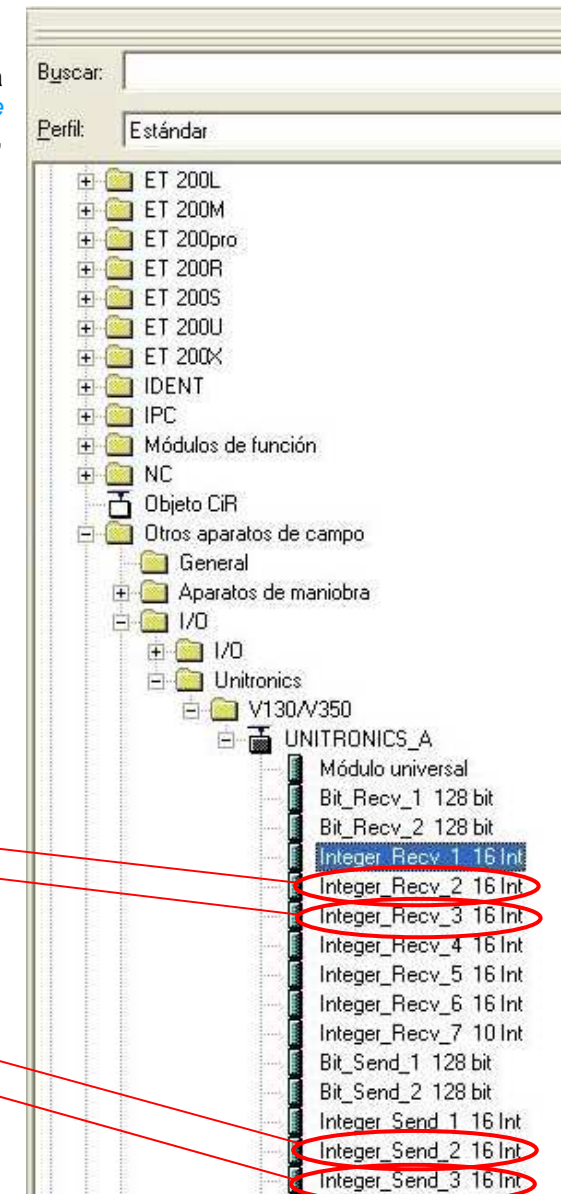 Buscar:
Perfil: Estándar
ET 200L
ET 200M
ET 200pro
ET 200R
ET 200S
ET 200U
ET 200X
IDENT
IPC
Módulos de función
NC
Objeto CiR
Otros aparatos de campo
General
Aparatos de maniobra
I/O
I/O
Unitronics
V130/V350
UNITRONICS_A
Módulo universal
Bit_Recv_1 128 bit
Bit_Recv_2 128 bit
Integer_Recv_1 16 Int
Integer_Recv_2 16 Int
Integer_Recv_3 16 Int
Integer_Recv_4 16 Int
Integer_Recv_5 16 Int
Integer_Recv_6 16 Int
Integer_Recv_7 10 Int
Bit_Send_1 128 bit
Bit_Send_2 128 bit
Integer_Send_1 16 Int
Integer_Send_2 16 Int
Integer_Send_3 16 Int